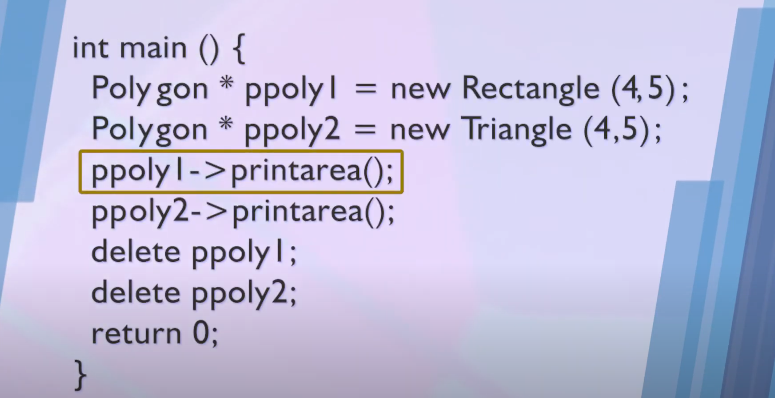 int main () {
Polygon * ppoly1 = new Rectangle (4,5);
Polygon * ppoly2 = new Triangle (4,5);
ppoly1->printarea();
ppoly2->printarea();
delete ppoly1;
delete ppoly2;
return 0;
}